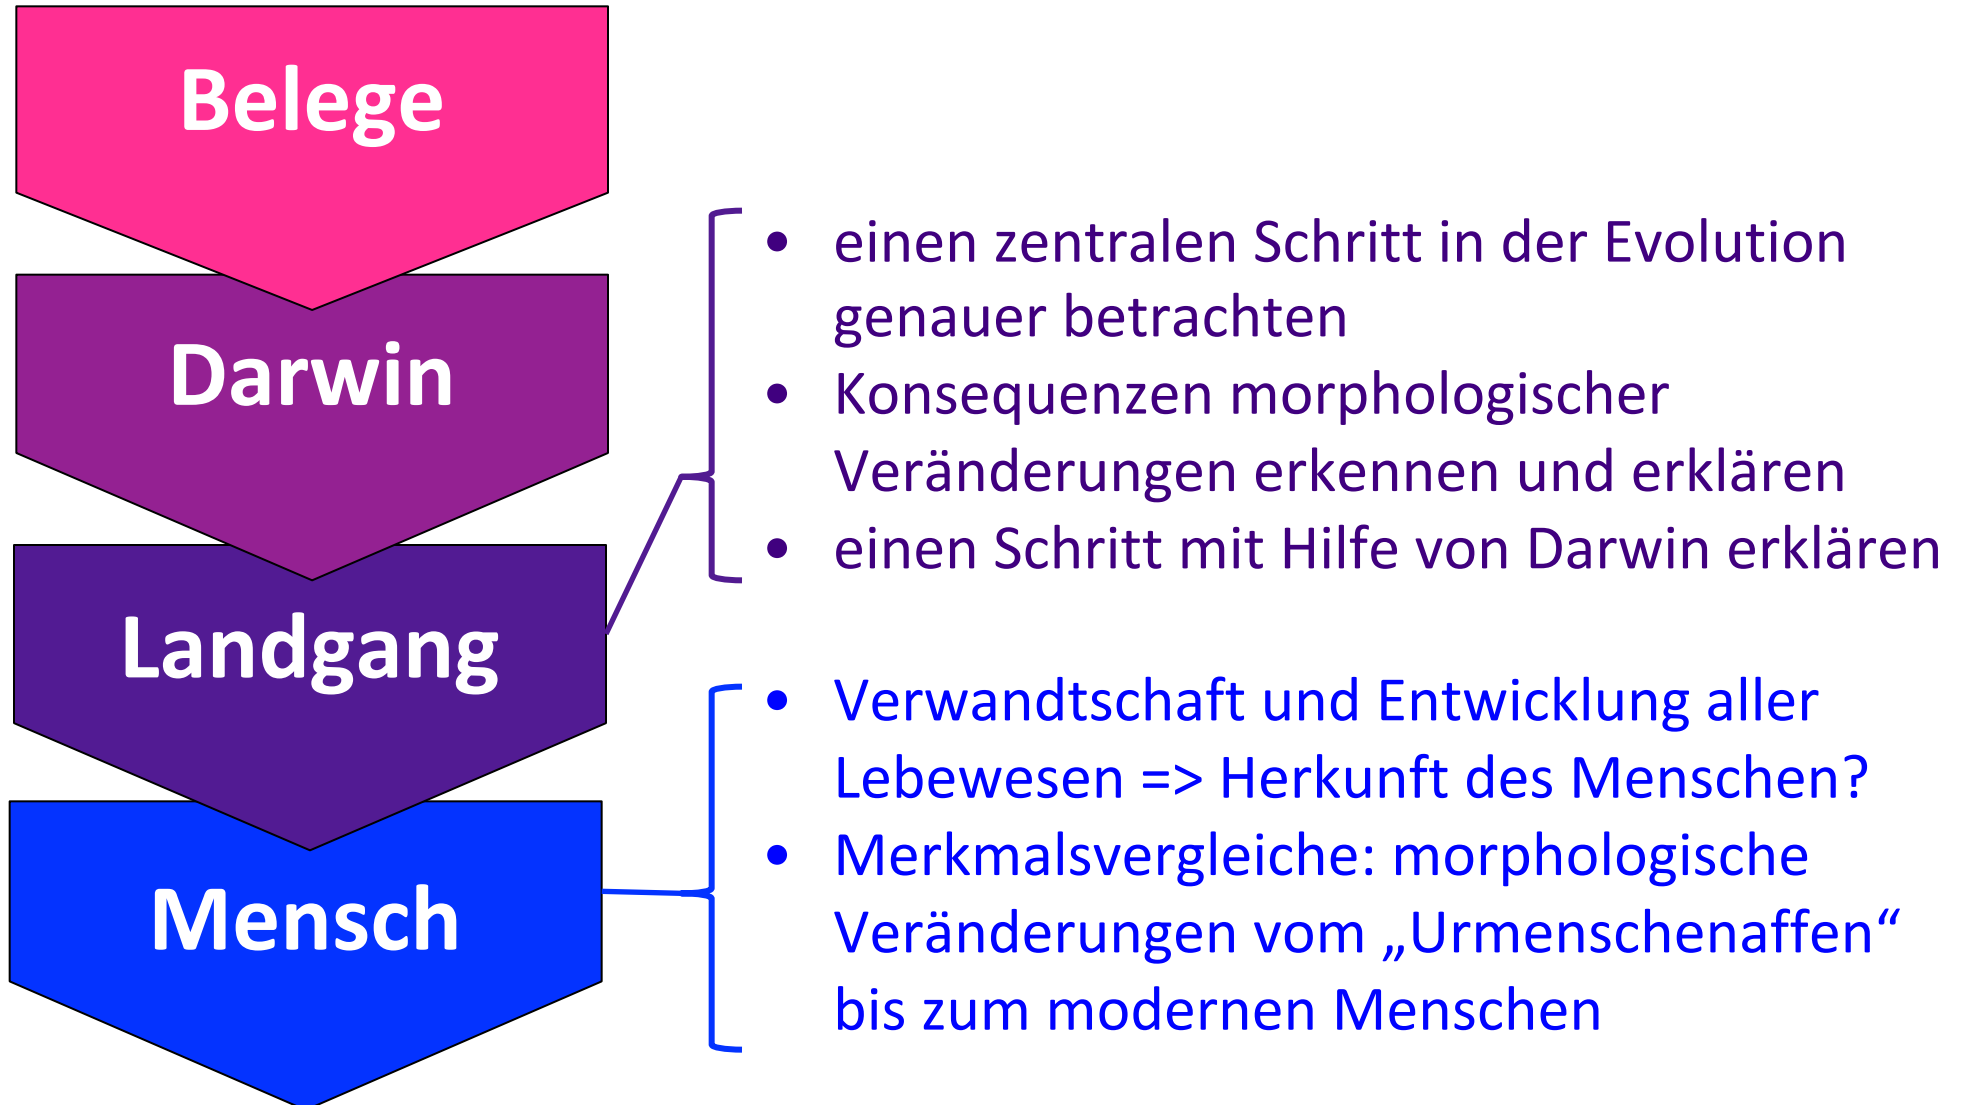 Belege
Darwin
Landgang
Mensch
• einen zentralen Schritt in der Evolution
genauer betrachten
• Konsequenzen morphologischer
Veränderungen erkennen und erklären
• einen Schritt mit Hilfe von Darwin erklären
• Verwandtschaft und Entwicklung aller
Lebewesen => Herkunft des Menschen?
• Merkmalsvergleiche: morphologische
Veränderungen vom „Urmenschenaffen“
bis zum modernen Menschen